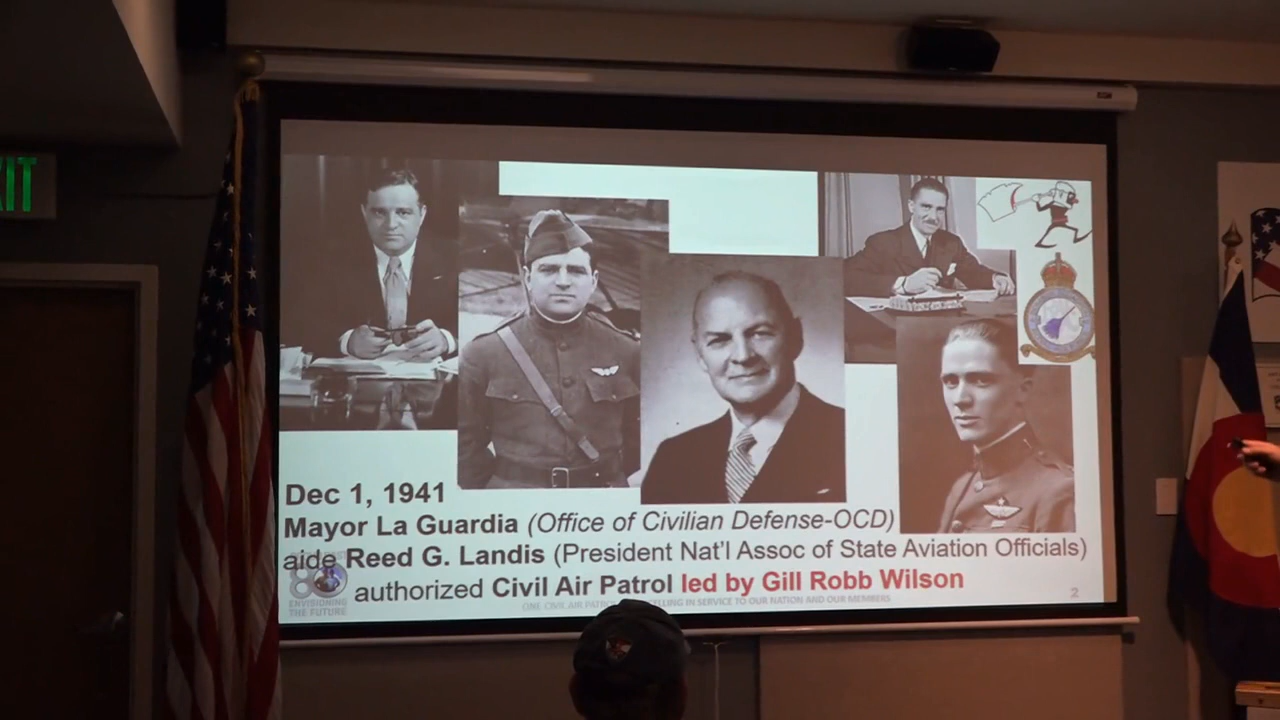 Dec 1, 1941
Mayor La Guardia (Office of Civilian Defense-OCD)
aide Reed G. Landis (President Nat'l Assoc of State Aviation Officials)
authorized Civil Air Patrol led by Gill Robb Wilson
80
ENVISIONING
THE FUTURE
ONE CIVIL AIR PATROL EXCELLING IN SERVICE TO OUR NATION AND OUR MEMBERS
2